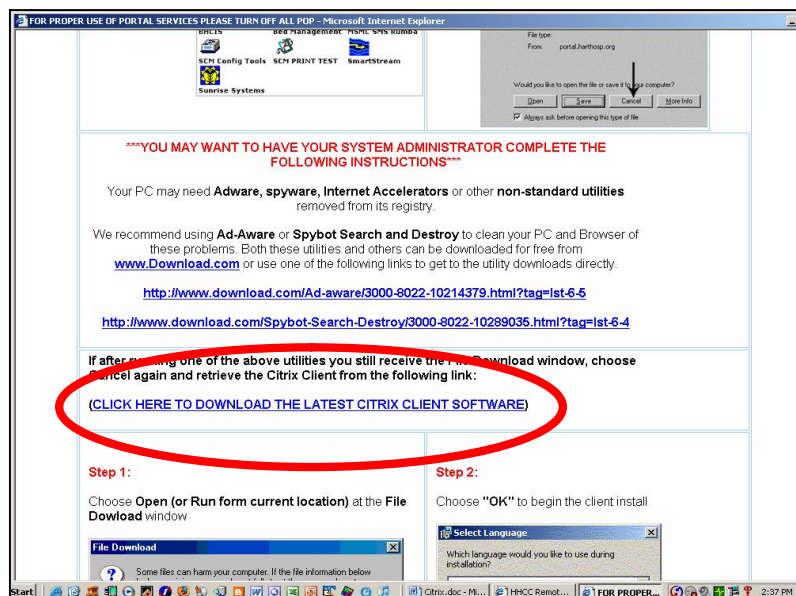 FOR PROPER USE OF PORTAL SERVICES PLEASE TURN OFF ALL POP - Microsoft Internet Explorer
BHCIS Bed Management MSMC SMS Rumba
SCM Config Tools SCM PRINT TEST SmartStream
Sunrise Systems
File type:
From: portal.harthosp.org
Would you like to open the file or save it to your computer?
Open Save Cancel More Info
Always ask before opening this type of file
***YOU MAY WANT TO HAVE YOUR SYSTEM ADMINISTRATOR COMPLETE THE
FOLLOWING INSTRUCTIONS***
Your PC may need Adware, spyware, Internet Accelerators or other non-standard utilities
removed from its registry.
We recommend using Ad-Aware or Spybot Search and Destroy to clean your PC and Browser of
these problems. Both these utilities and others can be downloaded for free from
www.Download.com or use one of the following links to get to the utility downloads directly.
http://www.download.com/Ad-aware/3000-8022-10214379.html?tag=lst-6-5
http://www.download.com/Spybot-Search-Destroy/3000-8022-10289035.html?tag=lst-6-4
If after running one of the above utilities you still receive the File Download window, choose
Cancel again and retrieve the Citrix Client from the following link:
(CLICK HERE TO DOWNLOAD THE LATEST CITRIX CLIENT SOFTWARE)
Step 1:
Choose Open (or Run form current location) at the File
Dowload window
File Download
Some files can harm your computer. If the file information below
Step 2:
Choose "OK" to begin the client install
Select Language
Which language would you like to use during
installation?
Start Citrix.doc - Mi... HHCC Remot... FOR PROPER... 2:37 PM